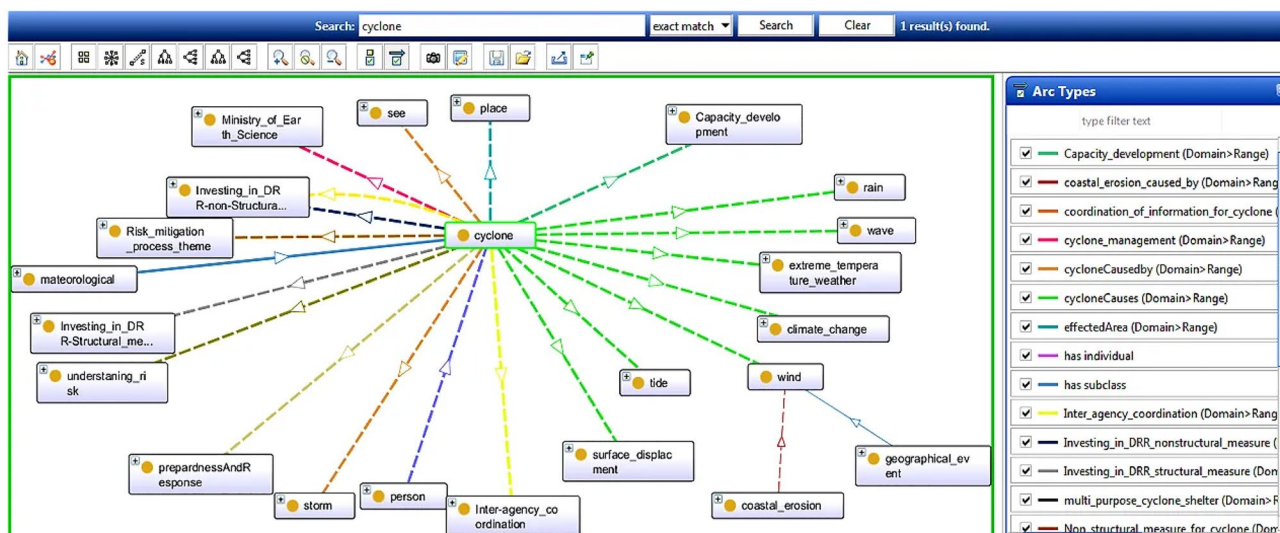 Search: cyclone exact match Search Clear 1 result(s) found.
Arc Types
type filter text
Capacity_development (Domain>Range)
coastal_erosion_caused_by (Domain>Rang
coordination_of_information_for_cyclone (
cyclone_management (Domain>Range)
cycloneCausedby (Domain>Range)
cycloneCauses (Domain>Range)
effectedArea (Domain>Range)
has individual
has subclass
Inter_agency_coordination (Domain>Rang
Investing_in_DRR_nonstructural_measure (
Investing_in_DRR_structural_measure (Don
multi_purpose_cyclone_shelter (Domain>R
Non_structural_measure_for_cyclone (Dom
Ministry_of_Ear
th_Science
see
place
Capacity_develo
pment
Investing_in_DR
R-non-Structura...
rain
Risk_mitigation
_process_theme
cyclone
wave
mateorological
extreme_tempera
ture_weather
Investing_in_DR
R-Structural_me...
climate_change
understaning_ri
sk
tide
wind
prepardnessAndR
esponse
surface_displac
ment
geographical_ev
ent
storm
person
Inter-agency_co
ordination
coastal_erosion